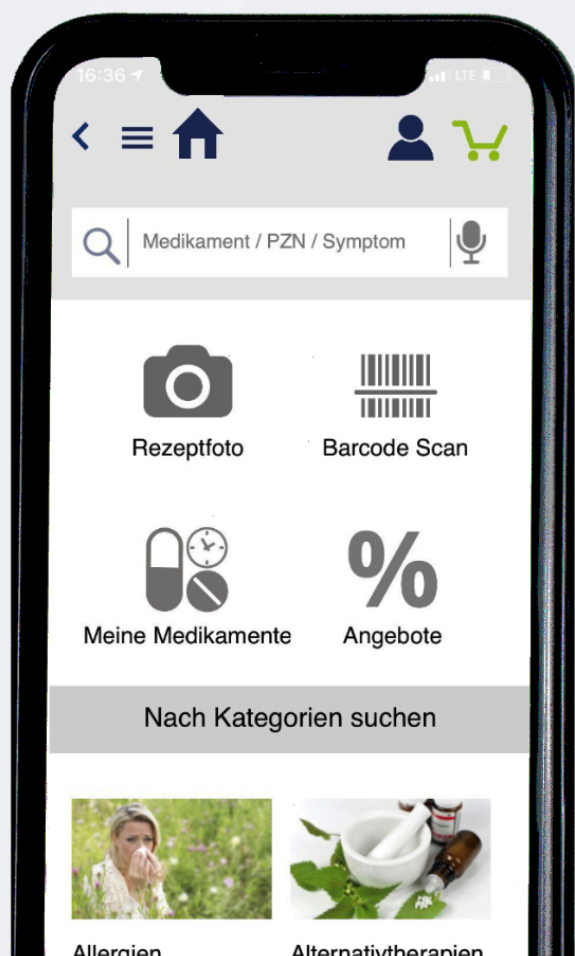 16:36
LTE
Medikament / PZN / Symptom
Rezeptfoto
Barcode Scan
Meine Medikamente
%
Angebote
Nach Kategorien suchen
Allergien
Alternativtherapien